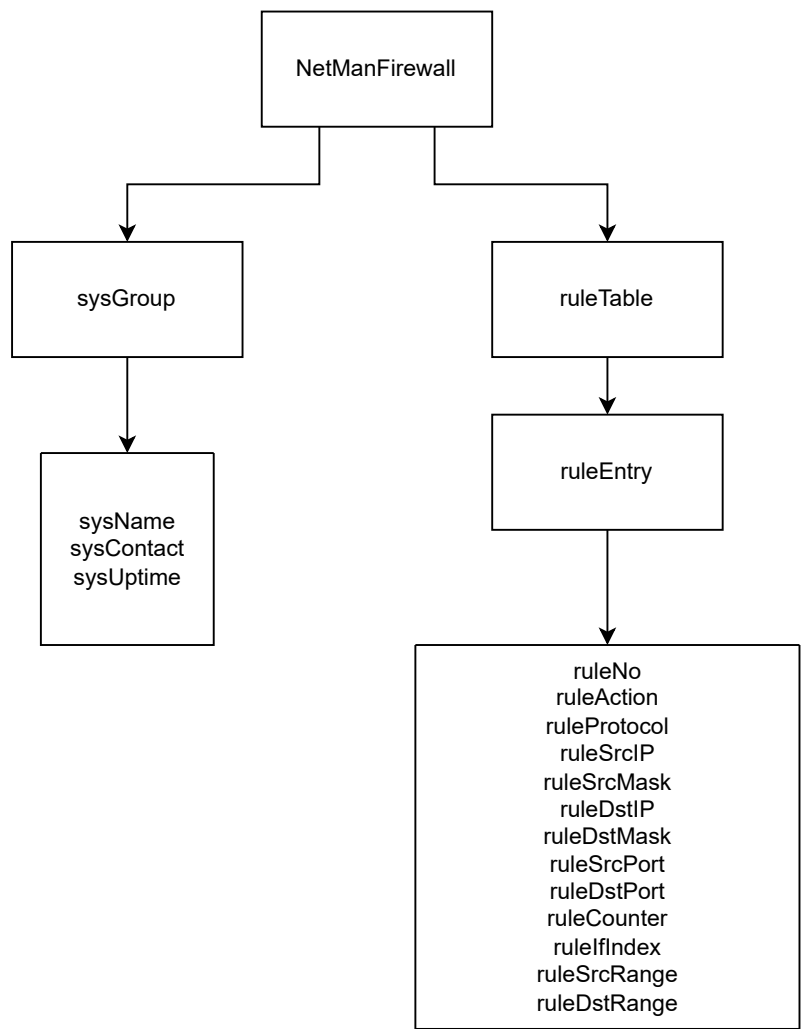 NetManFirewall
sysGroup
ruleTable
ruleEntry
sysName
sysContact
sysUptime
ruleNo
ruleAction
ruleProtocol
ruleSrcIP
ruleSrcMask
ruleDstIP
ruleDstMask
ruleSrcPort
ruleDstPort
ruleCounter
ruleIfIndex
ruleSrcRange
ruleDstRange